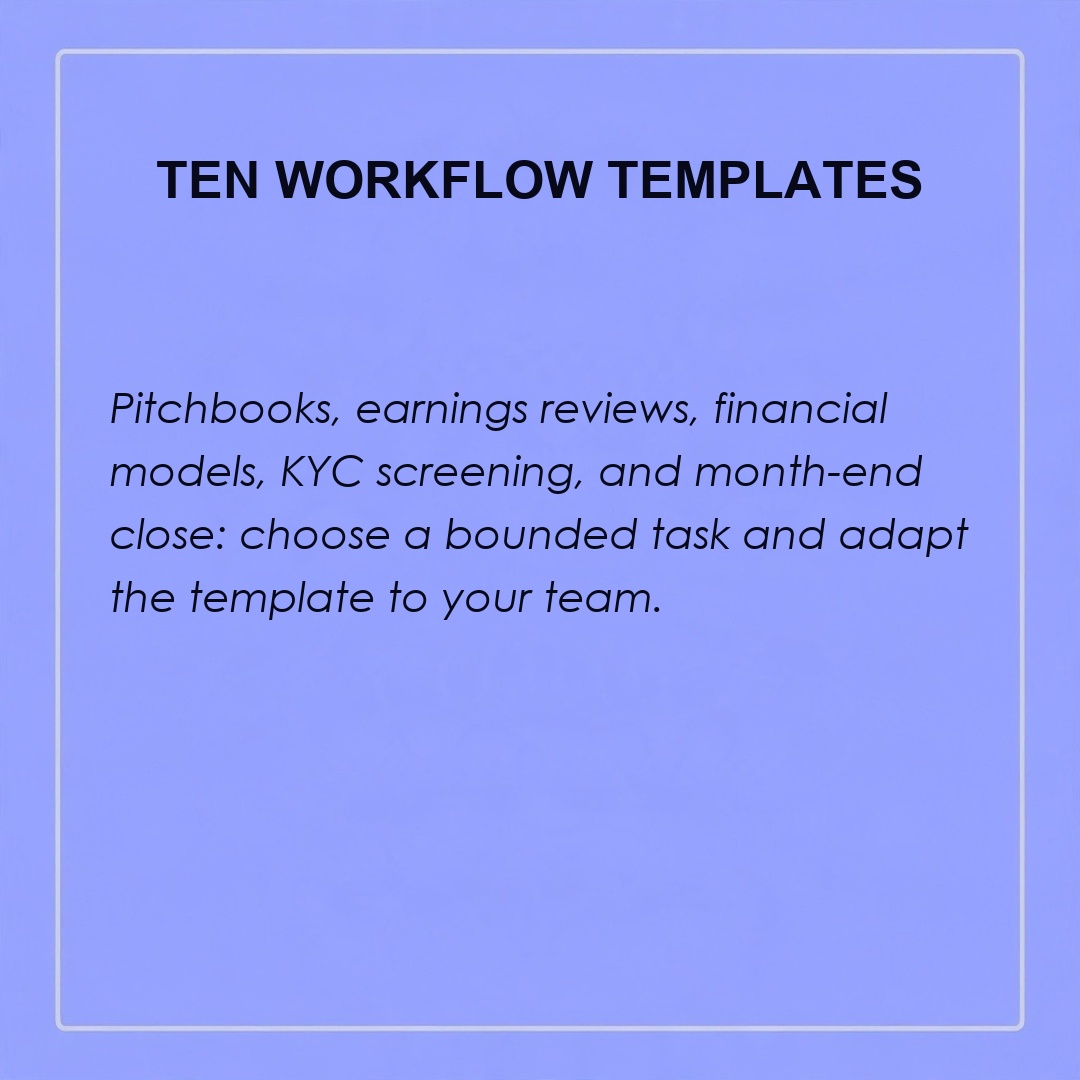 TEN WORKFLOW TEMPLATES
Pitchbooks, earnings reviews, financial
models, KYC screening, and month-end
close: choose a bounded task and adapt
the template to your team.